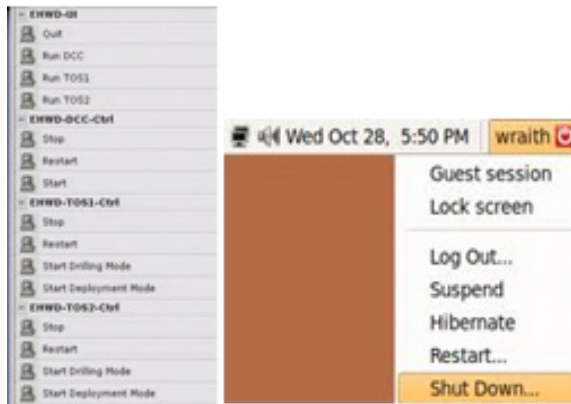 EHWD-UI
Quit
Run DCC
Run TOS1
Run TOS2
EHWD-DCC-Ctrl
Stop
Restart
Start
EHWD-TOS1-Ctrl
Stop
Restart
Start Drilling Mode
Start Deployment Mode
EHWD-TOS2-Ctrl
Stop
Restart
Start Drilling Mode
Start Deployment Mode
Wed Oct 28, 5:50 PM wraith
Guest session
Lock screen
Log Out...
Suspend
Hibernate
Restart...
Shut Down...